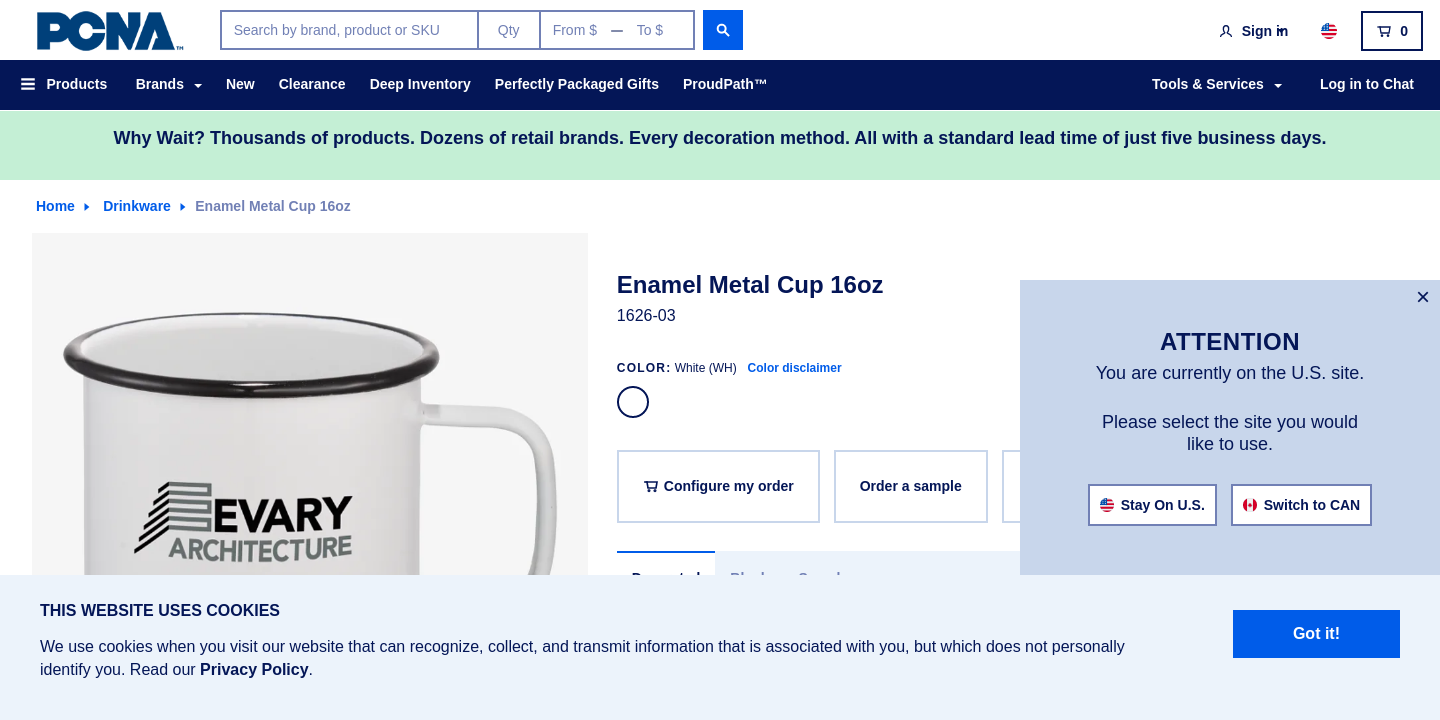 PCNA™
Search by brand, product or SKU
Qty
From $ — To $
Sign in
0
Products
Brands
New
Clearance
Deep Inventory
Perfectly Packaged Gifts
ProudPath™
Tools & Services
Log in to Chat
Why Wait? Thousands of products. Dozens of retail brands. Every decoration method. All with a standard lead time of just five business days.
Home
Drinkware
Enamel Metal Cup 16oz
EVARY
ARCHITECTURE
Enamel Metal Cup 16oz
1626-03
COLOR: White (WH) Color disclaimer
Configure my order
Order a sample
×
ATTENTION
You are currently on the U.S. site.
Please select the site you would
like to use.
Stay On U.S.
Switch to CAN
THIS WEBSITE USES COOKIES
We use cookies when you visit our website that can recognize, collect, and transmit information that is associated with you, but which does not personally
identify you. Read our Privacy Policy.
Got it!